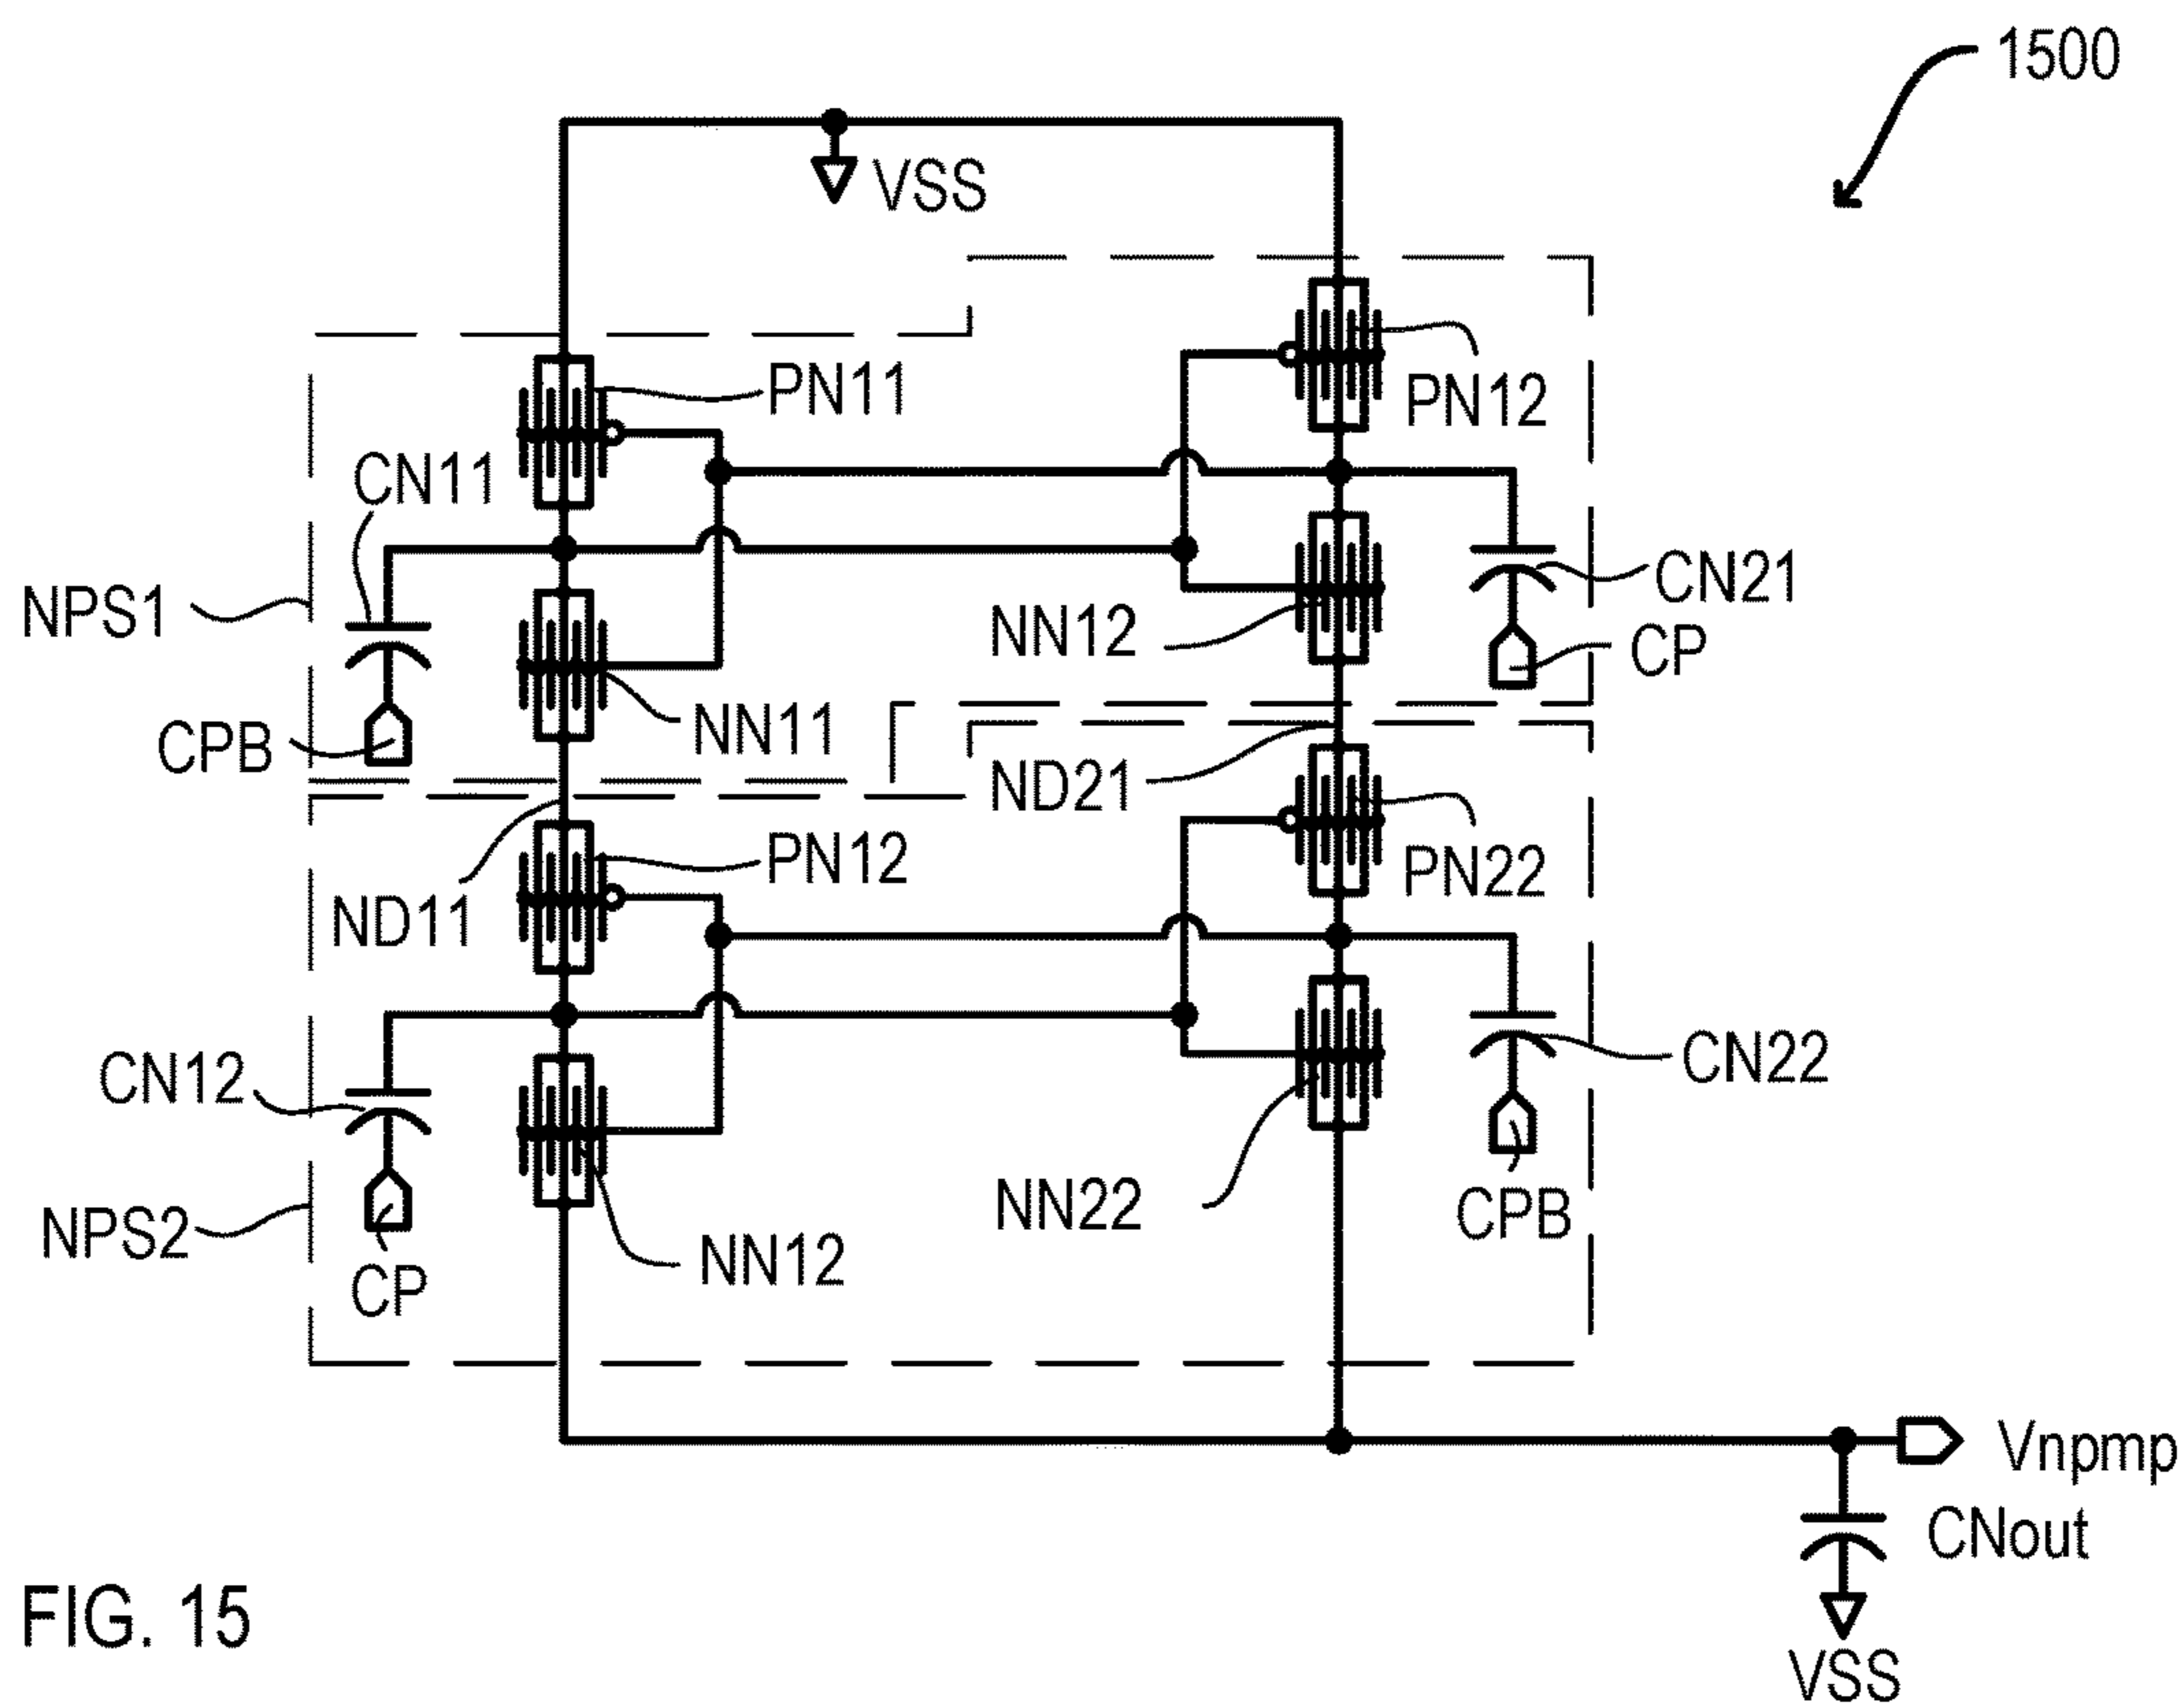 1500
VSS
PN11
PN12
CN11
CN21
NPS1
NN12
CP
NN11
CPB
ND21
PN12
PN22
ND11
CN12
CN22
NN22
CPB
NPS2
NN12
CP
Vnpmp
CNout
FIG. 15
VSS